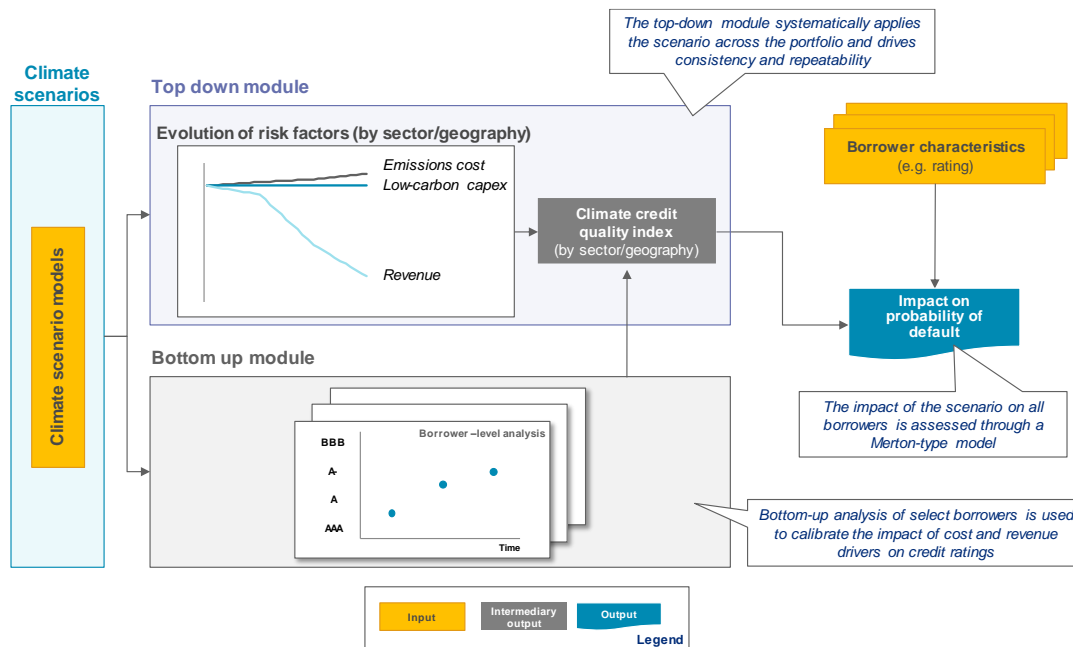 The top-down module systematically applies
the scenario across the portfolio and drives
consistency and repeatability
Climate
scenarios
Top down module
Evolution of risk factors (by sector/geography)
Emissions cost
Low-carbon capex
Revenue
Climate credit
quality index
(by sector/geography)
Borrower characteristics
(e.g. rating)
Climate scenario models
Impact on
probability of
default
Bottom up module
Borrower –level analysis
BBB
A-
A
AAA
Time
The impact of the scenario on all
borrowers is assessed through a
Merton-type model
Bottom-up analysis of select borrowers is used
to calibrate the impact of cost and revenue
drivers on credit ratings
Input
Intermediary
output
Output
Legend